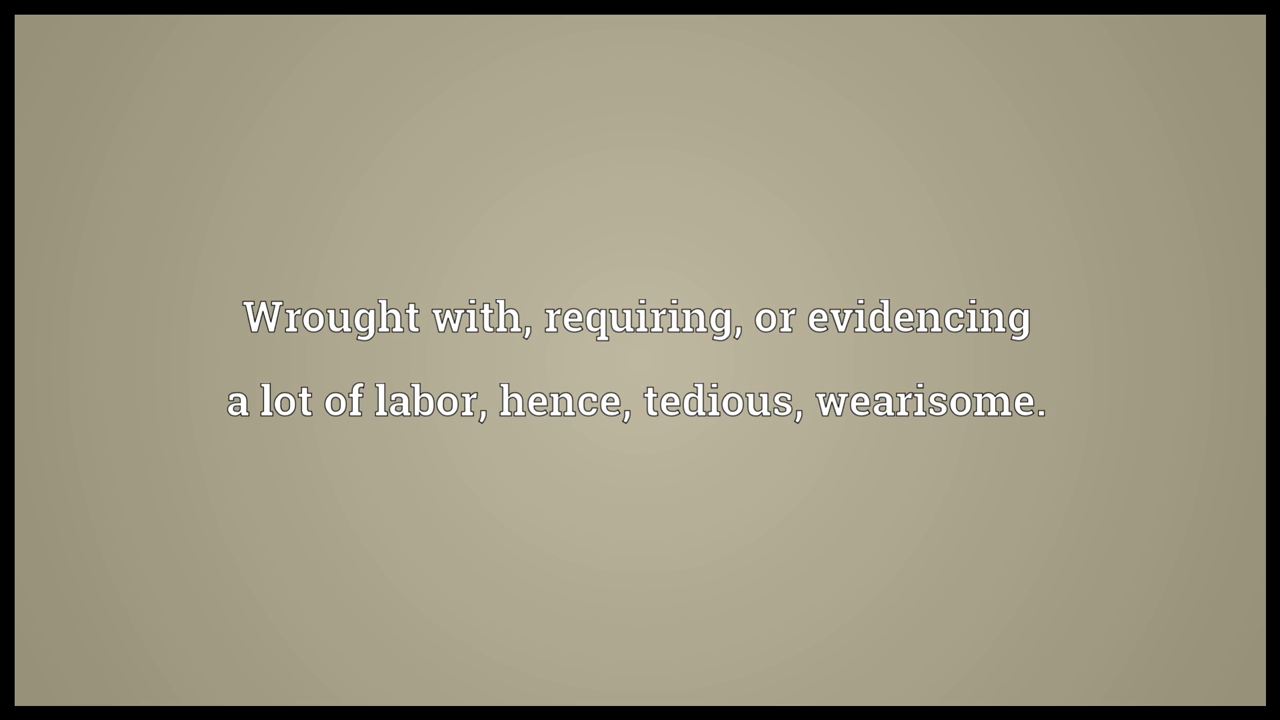 Wrought with, requiring, or evidencing
a lot of labor, hence, tedious, wearisome.